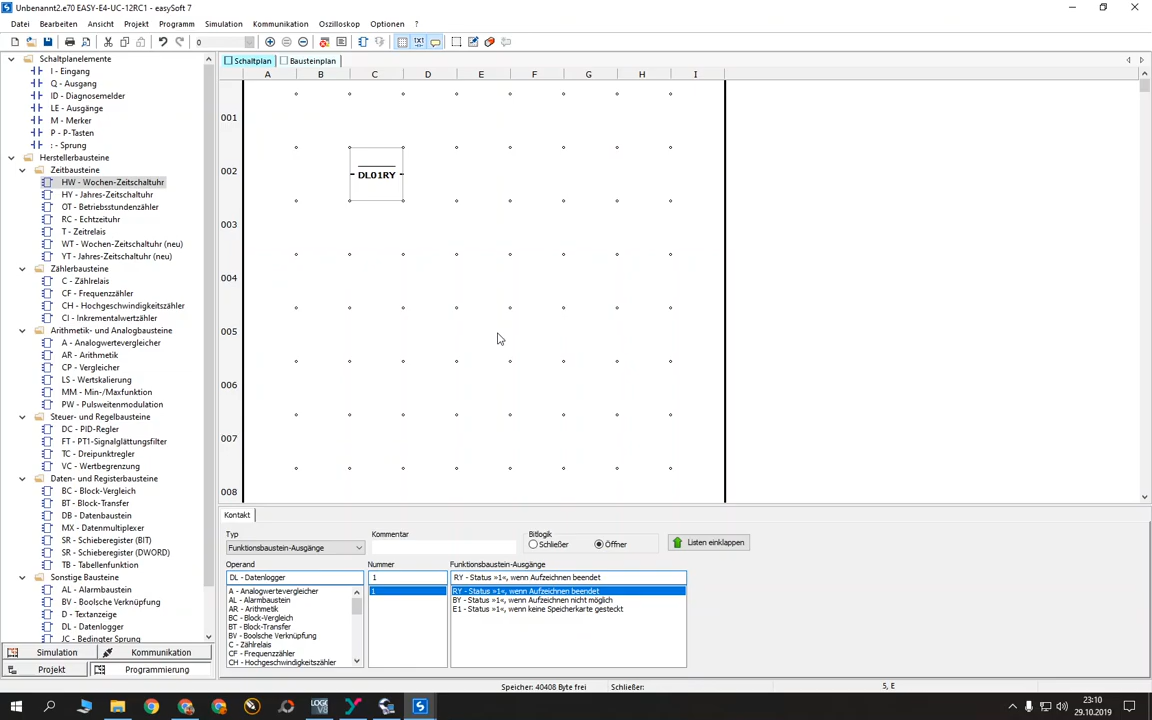 Unbenannt2.e70 EASY-E4-UC-12RC1 - easySoft 7
Datei Bearbeiten Ansicht Projekt Programm Simulation Kommunikation Oszilloskop Optionen ?
0
Schaltplan Bausteinplan
Schaltplanelemente
I - Eingang
Q - Ausgang
ID - Diagnosemelder
LE - Ausgänge
M - Merker
P - P-Tasten
: - Sprung
Herstellerbausteine
Zeitbausteine
HW - Wochen-Zeitschaltuhr
HY - Jahres-Zeitschaltuhr
OT - Betriebsstundenzähler
RC - Echtzeituhr
T - Zeitrelais
WT - Wochen-Zeitschaltuhr (neu)
YT - Jahres-Zeitschaltuhr (neu)
Zählerbausteine
C - Zählrelais
CF - Frequenzzähler
CH - Hochgeschwindigkeitszähler
CI - Inkrementalwertzähler
Arithmetik- und Analogbausteine
A - Analogwertevergleicher
AR - Arithmetik
CP - Vergleicher
LS - Wertskalierung
MM - Min-/Maxfunktion
PW - Pulsweitenmodulation
Steuer- und Regelbausteine
DC - PID-Regler
FT - PT1-Signalglättungsfilter
TC - Dreipunktregler
VC - Wertbegrenzung
Daten- und Registerbausteine
BC - Block-Vergleich
BT - Block-Transfer
DB - Datenbaustein
MX - Datenmultiplexer
SR - Schieberegister (BIT)
SR - Schieberegister (DWORD)
TB - Tabellenfunktion
Sonstige Bausteine
AL - Alarmbaustein
BV - Boolsche Verknüpfung
D - Textanzeige
DL - Datenlogger
JC - Bedingter Sprung
Simulation Kommunikation
Projekt Programmierung
A B C D E F G H I
001
002
DL01RY
003
004
005
006
007
008
Kontakt
Typ Kommentar Bitlogik
Funktionsbaustein-Ausgänge Schließer Öffner Listen einklappen
Operand Nummer Funktionsbaustein-Ausgänge
DL - Datenlogger 1 RY - Status »1«, wenn Aufzeichnen beendet
A - Analogwertevergleicher 1 RY - Status »1«, wenn Aufzeichnen beendet
AL - Alarmbaustein BY - Status »1«, wenn Aufzeichnen nicht möglich
AR - Arithmetik E1 - Status »1«, wenn keine Speicherkarte gesteckt
BC - Block-Vergleich
BT - Block-Transfer
BV - Boolsche Verknüpfung
C - Zählrelais
CF - Frequenzzähler
CH - Hochgeschwindigkeitszähler
Speicher: 40408 Byte frei Schließer: 5, E
23:10
29.10.2019